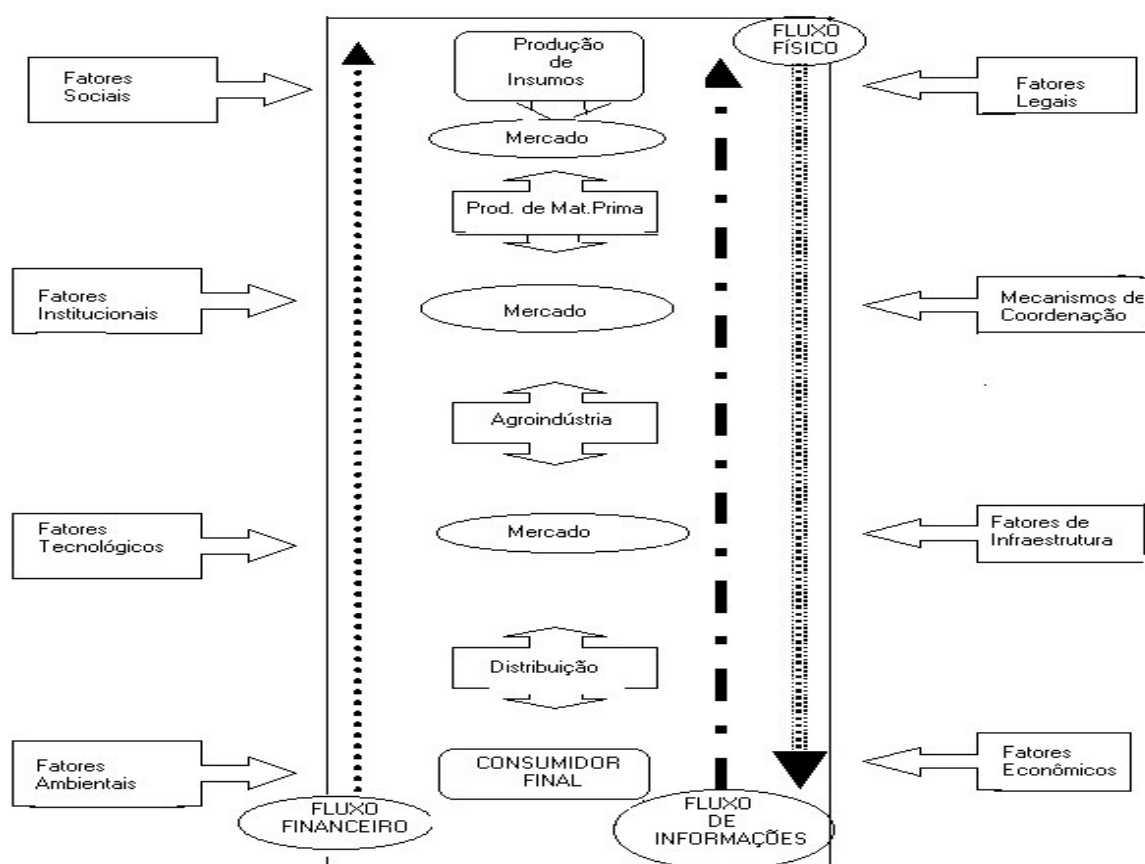 Produção
de
Insumos
FLUXO
FÍSICO
Fatores
Sociais
Fatores
Legais
Mercado
Prod. de Mat.Prima
Fatores
Institucionais
Mercado
Mecanismos de
Coordenação
Agroindústria
Fatores
Tecnológicos
Mercado
Fatores de
Infraestrutura
Distribuição
Fatores
Ambientais
CONSUMIDOR
FINAL
Fatores
Econômicos
FLUXO
FINANCEIRO
FLUXO
DE
INFORMAÇÕES